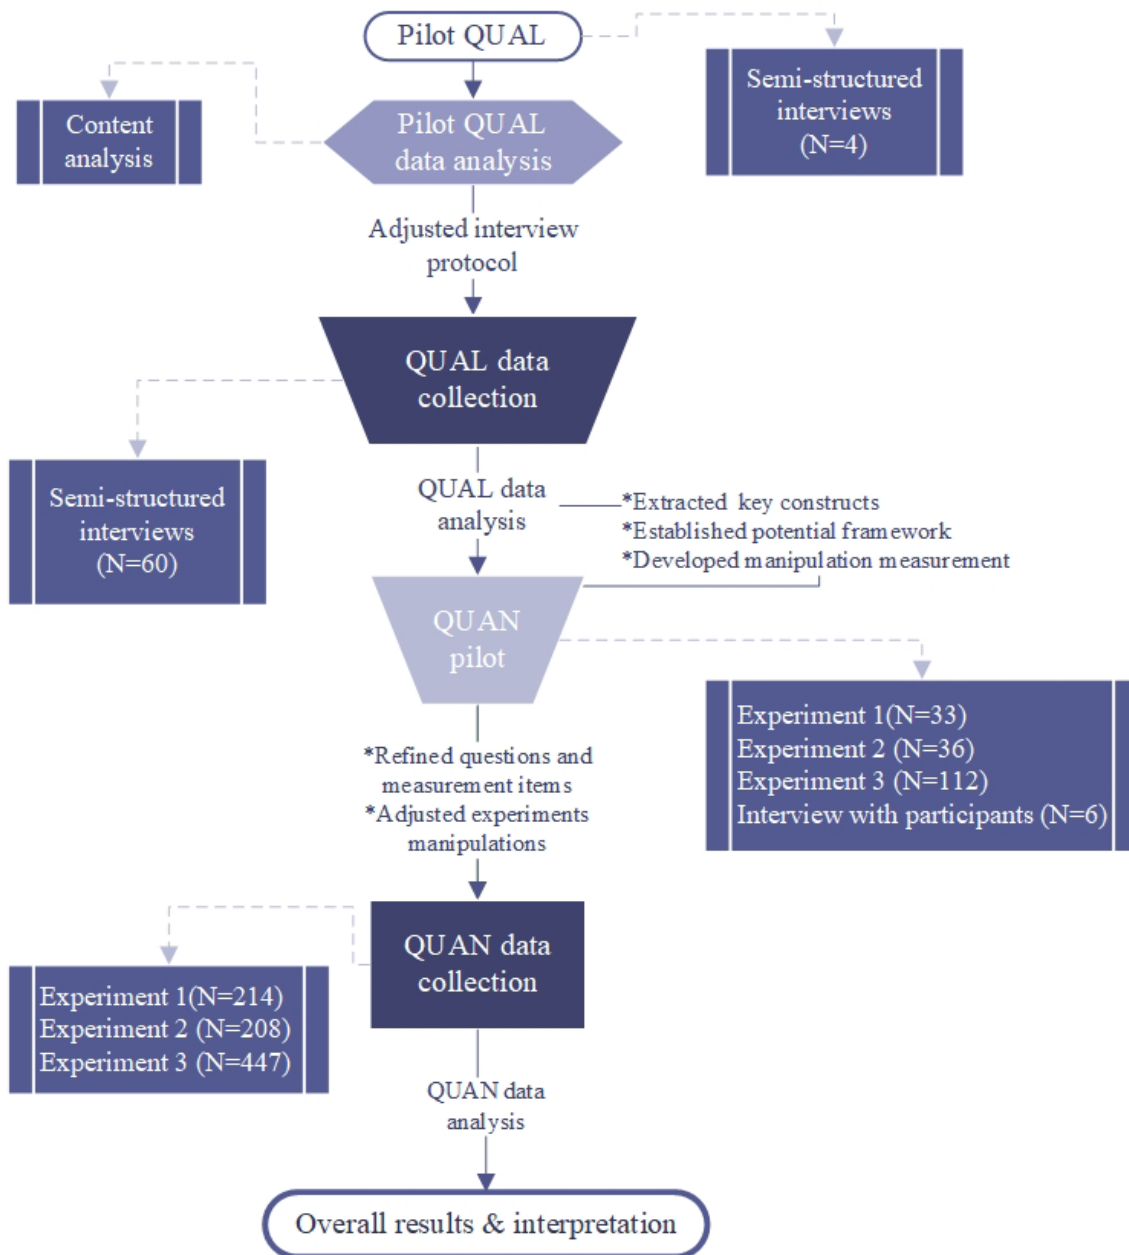 Pilot QUAL
Semi-structured
interviews
(N=4)
Content
analysis
Pilot QUAL
data analysis
Adjusted interview
protocol
QUAL data
collection
Semi-structured
interviews
(N=60)
QUAL data
analysis
*Extracted key constructs
*Established potential framework
*Developed manipulation measurement
QUAN
pilot
Experiment 1(N=33)
Experiment 2 (N=36)
Experiment 3 (N=112)
Interview with participants (N=6)
*Refined questions and
measurement items
*Adjusted experiments
manipulations
QUAN data
collection
Experiment 1(N=214)
Experiment 2 (N=208)
Experiment 3 (N=447)
QUAN data
analysis
Overall results & interpretation